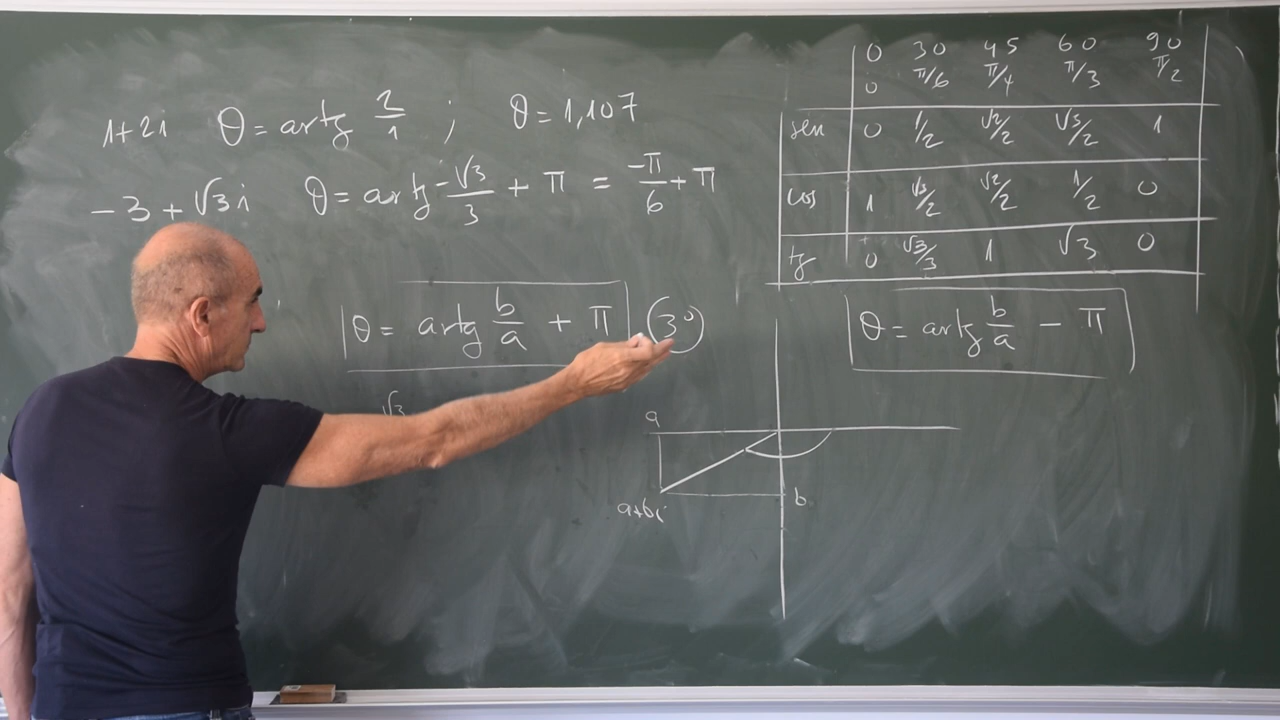 1+2i θ = artg 2/1 ; θ = 1,107
-3 + √3i θ = artg -√3/3 + π = -π/6 + π
θ = artg b/a + π (3º)
√3
0 30 45 60 90
0 π/6 π/4 π/3 π/2
sen 0 1/2 √2/2 √3/2 1
cos 1 √3/2 √2/2 1/2 0
tg 0 √3/3 1 √3 0
θ = artg b/a - π
a
a+bi
b